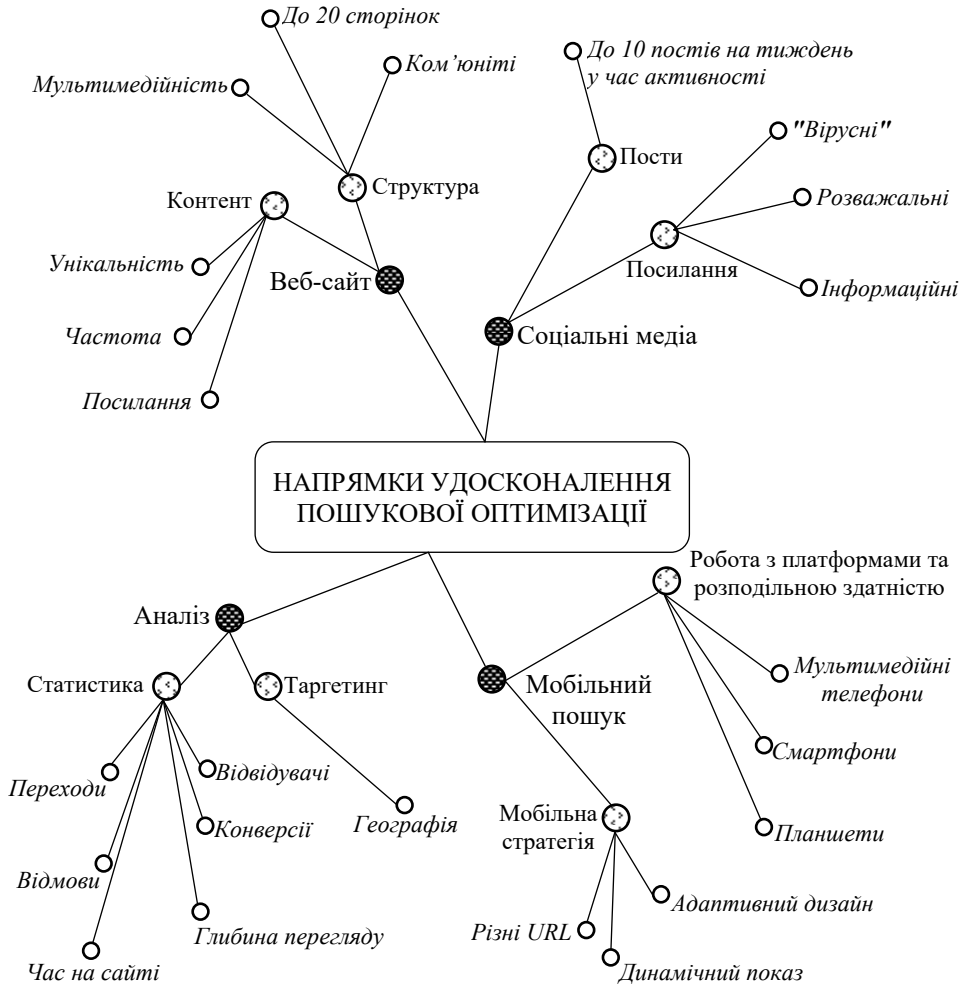 До 20 сторінок
Ком’юніті
Мультимедійність
Структура
Контент
Унікальність
Веб-сайт
Частота
Посилання
До 10 постів на тиждень
у час активності
Пости
"Вірусні"
Розважальні
Посилання
Інформаційні
Соціальні медіа
НАПРЯМКИ УДОСКОНАЛЕННЯ
ПОШУКОВОЇ ОПТИМІЗАЦІЇ
Аналіз
Статистика
Таргетинг
Переходи
Відвідувачі
Конверсії
Географія
Відмови
Глибина перегляду
Час на сайті
Робота з платформами та
розподільною здатністю
Мобільний
пошук
Мультимедійні
телефони
Смартфони
Планшети
Мобільна
стратегія
Адаптивний дизайн
Різні URL
Динамічний показ